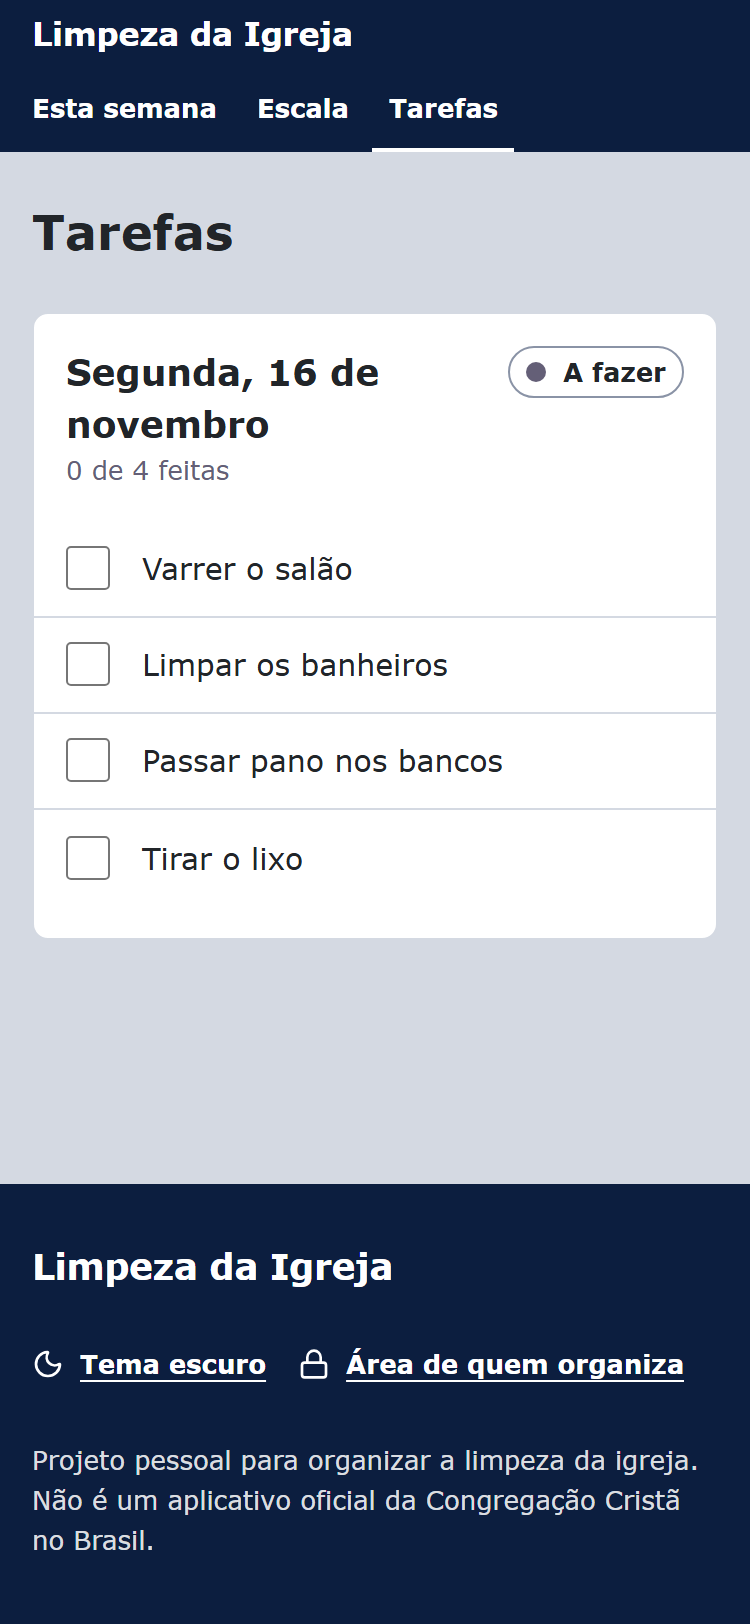 Limpeza da Igreja
Esta semana Escala Tarefas
Tarefas
Segunda, 16 de
novembro
A fazer
0 de 4 feitas
Varrer o salão
Limpar os banheiros
Passar pano nos bancos
Tirar o lixo
Limpeza da Igreja
Tema escuro Área de quem organiza
Projeto pessoal para organizar a limpeza da igreja.
Não é um aplicativo oficial da Congregação Cristã
no Brasil.